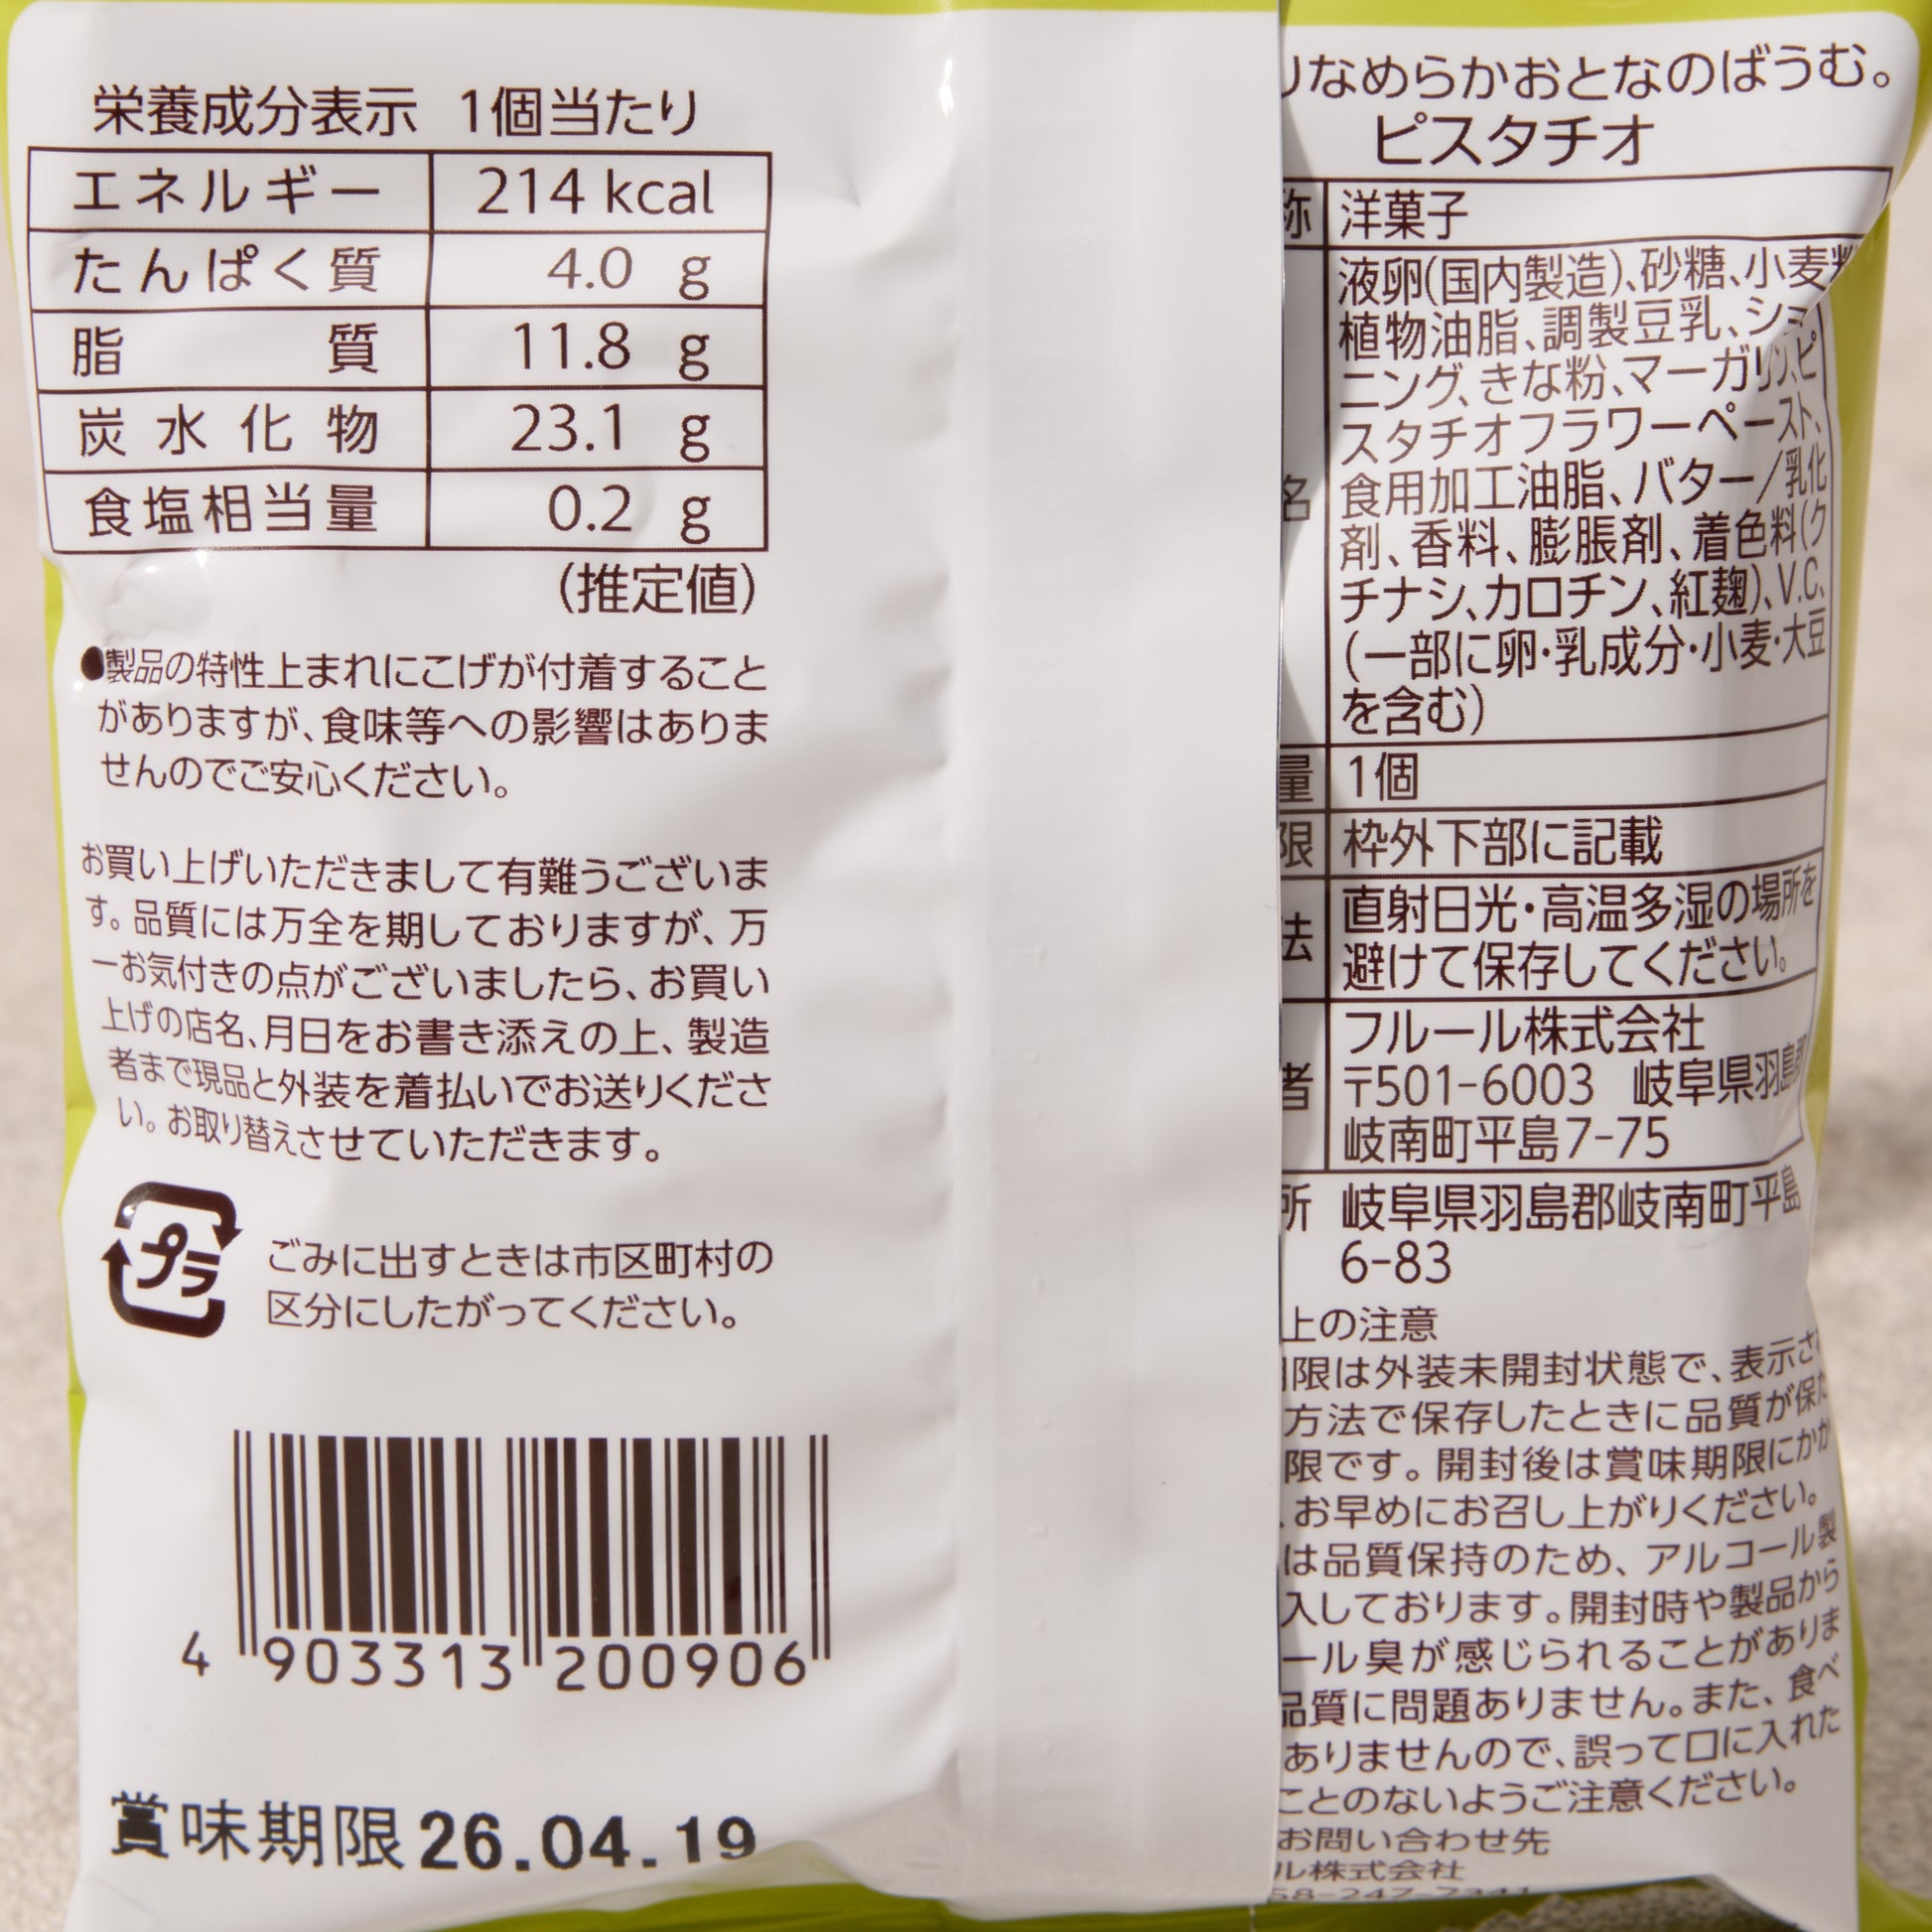 栄養成分表示 1個当たり
エネルギー 214 kcal
たんぱく質 4.0 g
脂質 11.8 g
炭水化物 23.1 g
食塩相当量 0.2 g
(推定値)
●製品の特性上まれにこげが付着すること
がありますが、食味等への影響はありま
せんのでご安心ください。
お買い上げいただきまして有難うございま
す。品質には万全を期しておりますが、万
一お気付きの点がございましたら、お買い
上げの店名、月日をお書き添えの上、製造
者まで現品と外装を着払いでお送りくださ
い。お取り替えさせていただきます。
プラ
ごみに出すときは市区町村の
区分にしたがってください。
4 903313 200906
賞味期限 26.04.19
なめらかおとなのばうむ。
ピスタチオ
称 洋菓子
液卵(国内製造)、砂糖、小麦粉
植物油脂、調製豆乳、シミ
ニング、きな粉、マーガリン、ピ
スタチオフラワーペースト、
名 食用加工油脂、バター/乳化
剤、香料、膨脹剤、着色料(ク
チナシ、カロチン、紅麹)、V.C、
(一部に卵・乳成分・小麦・大豆
を含む)
量 1個
限 枠外下部に記載
直射日光・高温多湿の場所を
法 避けて保存してください。
フルール株式会社
者 〒501-6003 岐阜県羽島郡
岐南町平島7-75
所 岐阜県羽島郡岐南町平島
6-83
上の注意
限は外装未開封状態で、表示さ
方法で保存したときに品質が保た
限です。開封後は賞味期限にかか
、お早めにお召し上がりください。
は品質保持のため、アルコール製
入しております。開封時や製品から
ール臭が感じられることがありま
品質に問題ありません。また、食べ
ありませんので、誤って口に入れた
ことのないようご注意ください。
お問い合わせ先
ル株式会社
58-247-7341